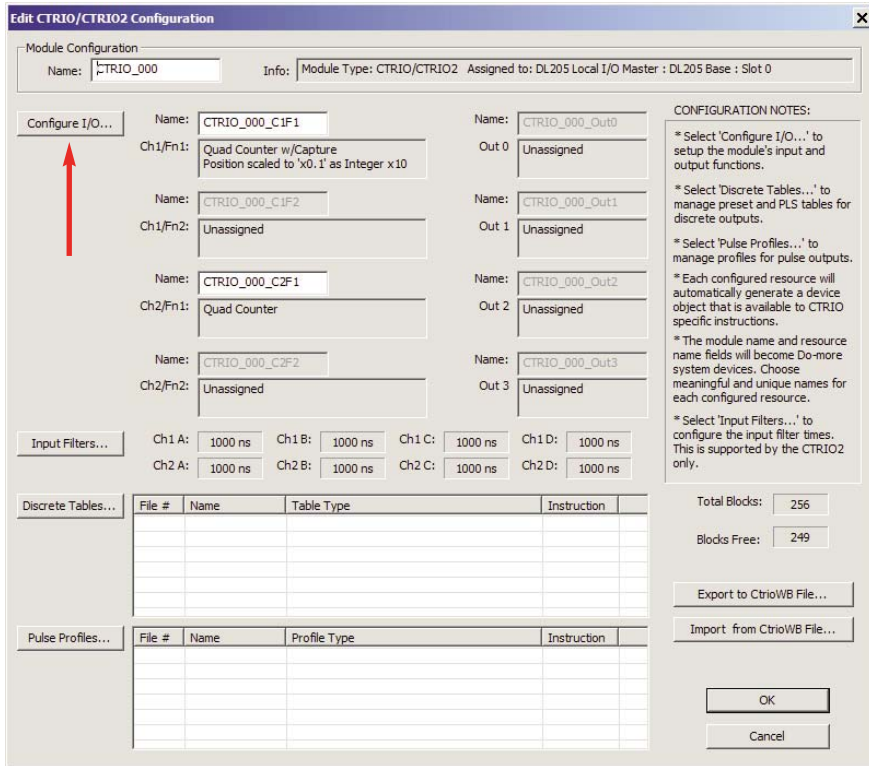 Edit CTRIO/CTRIO2 Configuration
Module Configuration
Name: CTRIO_000 Info: Module Type: CTRIO/CTRIO2 Assigned to: DL205 Local I/O Master : DL205 Base : Slot 0
Configure I/O...
Name: CTRIO_000_C1F1
Ch1/Fn1: Quad Counter w/Capture
Position scaled to 'x0.1' as Integer x10
Name: CTRIO_000_C1F2
Ch1/Fn2: Unassigned
Name: CTRIO_000_C2F1
Ch2/Fn1: Quad Counter
Name: CTRIO_000_C2F2
Ch2/Fn2: Unassigned
Name: CTRIO_000_Out0
Out 0 Unassigned
Name: CTRIO_000_Out1
Out 1 Unassigned
Name: CTRIO_000_Out2
Out 2 Unassigned
Name: CTRIO_000_Out3
Out 3 Unassigned
CONFIGURATION NOTES:
* Select 'Configure I/O...' to
setup the module's input and
output functions.
* Select 'Discrete Tables...' to
manage preset and PLS tables for
discrete outputs.
* Select 'Pulse Profiles...' to
manage profiles for pulse outputs.
* Each configured resource will
automatically generate a device
object that is available to CTRIO
specific instructions.
* The module name and resource
name fields will become Do-more
system devices. Choose
meaningful and unique names for
each configured resource.
* Select 'Input Filters...' to
configure the input filter times.
This is supported by the CTRIO2
only.
Input Filters...
Ch1 A: 1000 ns Ch1 B: 1000 ns Ch1 C: 1000 ns Ch1 D: 1000 ns
Ch2 A: 1000 ns Ch2 B: 1000 ns Ch2 C: 1000 ns Ch2 D: 1000 ns
Discrete Tables...
File # Name Table Type Instruction
Total Blocks: 256
Blocks Free: 249
Export to CtrioWB File...
Import from CtrioWB File...
Pulse Profiles...
File # Name Profile Type Instruction
OK
Cancel